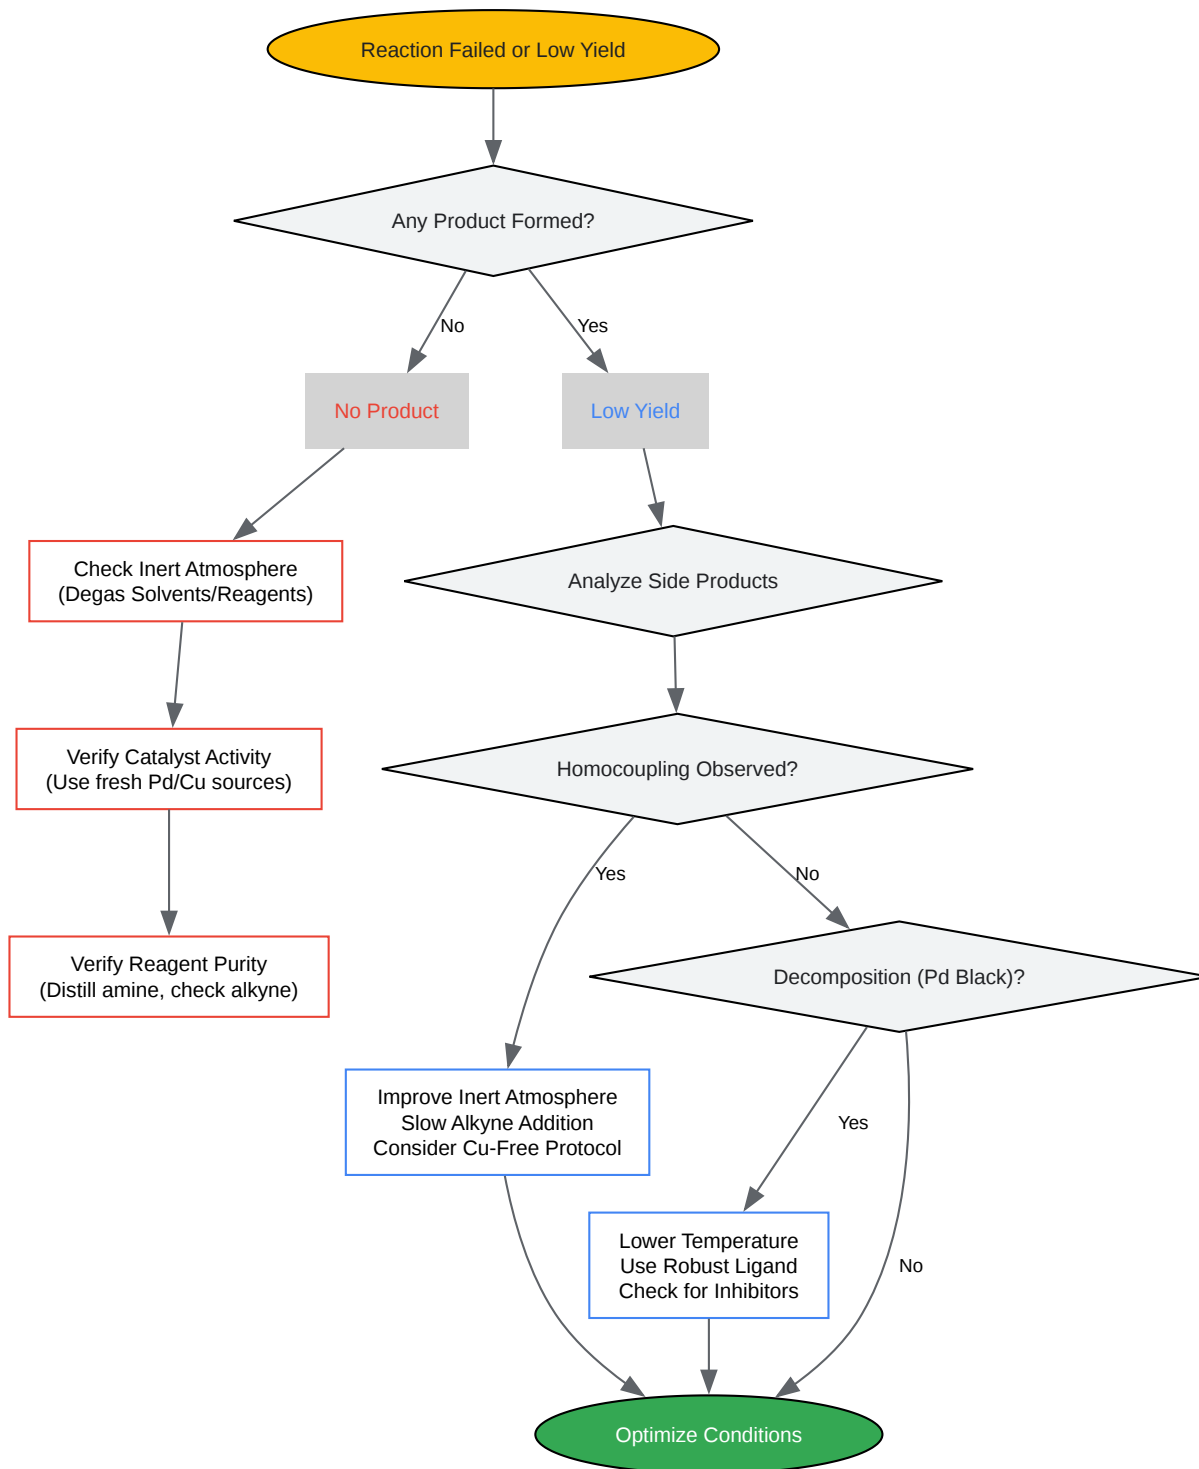 Reaction Failed or Low Yield
Any Product Formed?
No
Yes
No Product
Low Yield
Check Inert Atmosphere
(Degas Solvents/Reagents)
Analyze Side Products
Verify Catalyst Activity
(Use fresh Pd/Cu sources)
Homocoupling Observed?
Yes
No
Verify Reagent Purity
(Distill amine, check alkyne)
Decomposition (Pd Black)?
Improve Inert Atmosphere
Slow Alkyne Addition
Consider Cu-Free Protocol
Yes
Lower Temperature
Use Robust Ligand
Check for Inhibitors
No
Optimize Conditions